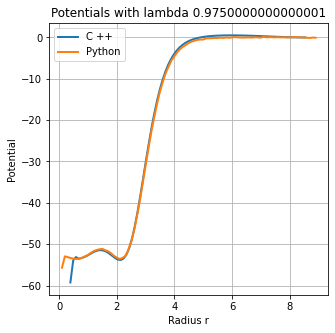 Potentials with lambda 0.9750000000000001
C ++
Python
0
−10
−20
−30
−40
−50
−60
Potential
0 2 4 6 8
Radius r